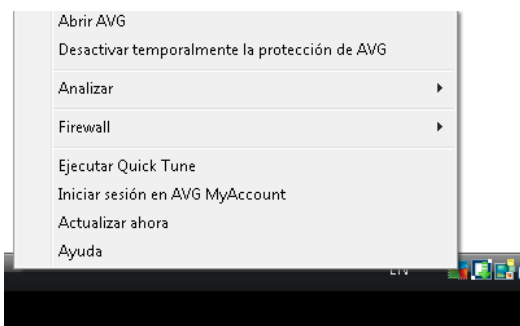 Abrir AVG
Desactivar temporalmente la protección de AVG
Analizar
Firewall
Ejecutar Quick Tune
Iniciar sesión en AVG MyAccount
Actualizar ahora
Ayuda